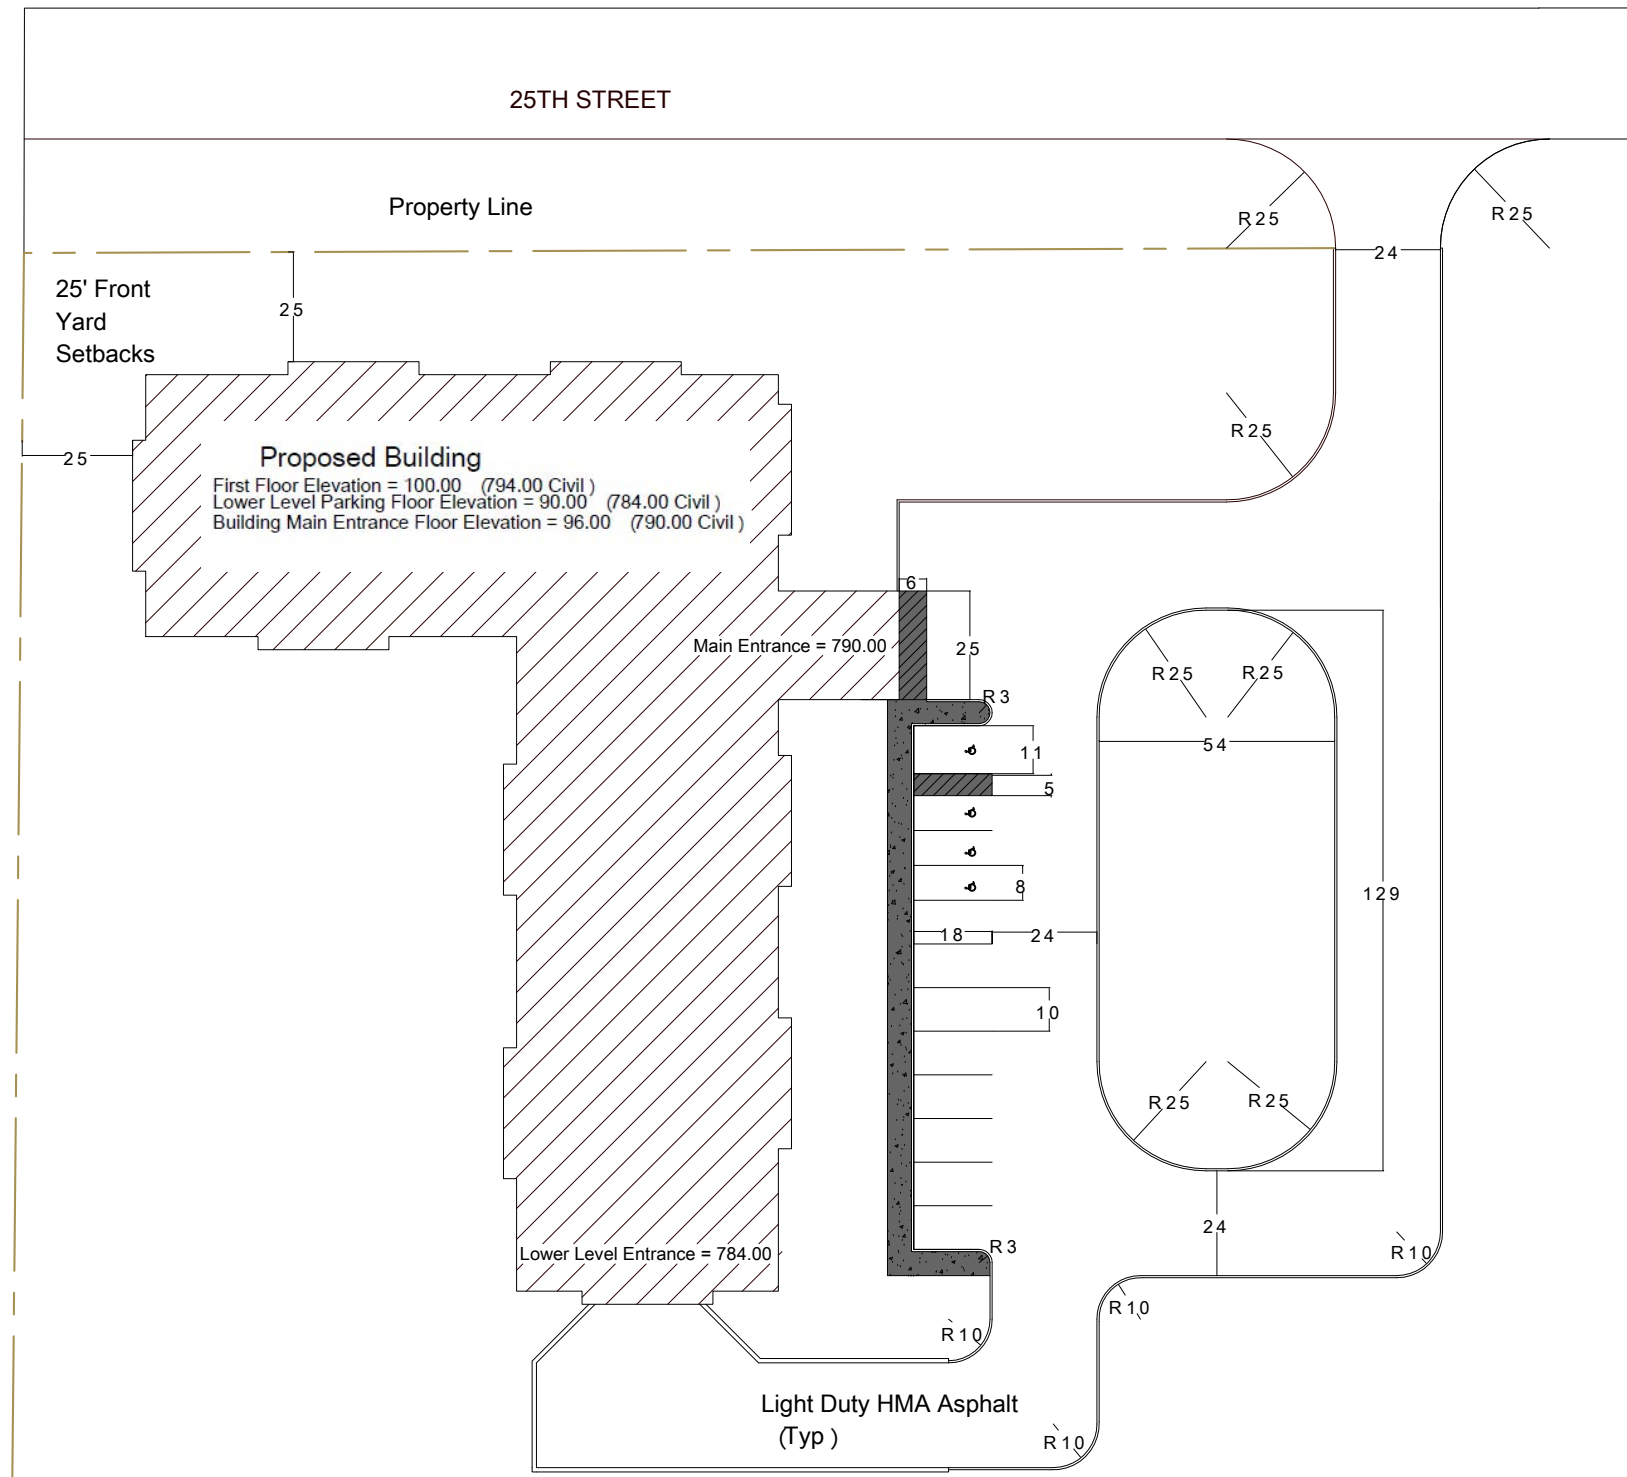 25TH STREET
Property Line
R25
R25
24
25' Front
Yard
Setbacks
25
R25
25
Proposed Building
First Floor Elevation = 100.00 (794.00 Civil )
Lower Level Parking Floor Elevation = 90.00 (784.00 Civil )
Building Main Entrance Floor Elevation = 96.00 (790.00 Civil )
6
Main Entrance = 790.00
25
R25
R25
R3
54
11
5
8
129
18
24
10
R25
R25
24
R10
R3
Lower Level Entrance = 784.00
R10
R10
Light Duty HMA Asphalt
(Typ )
R10